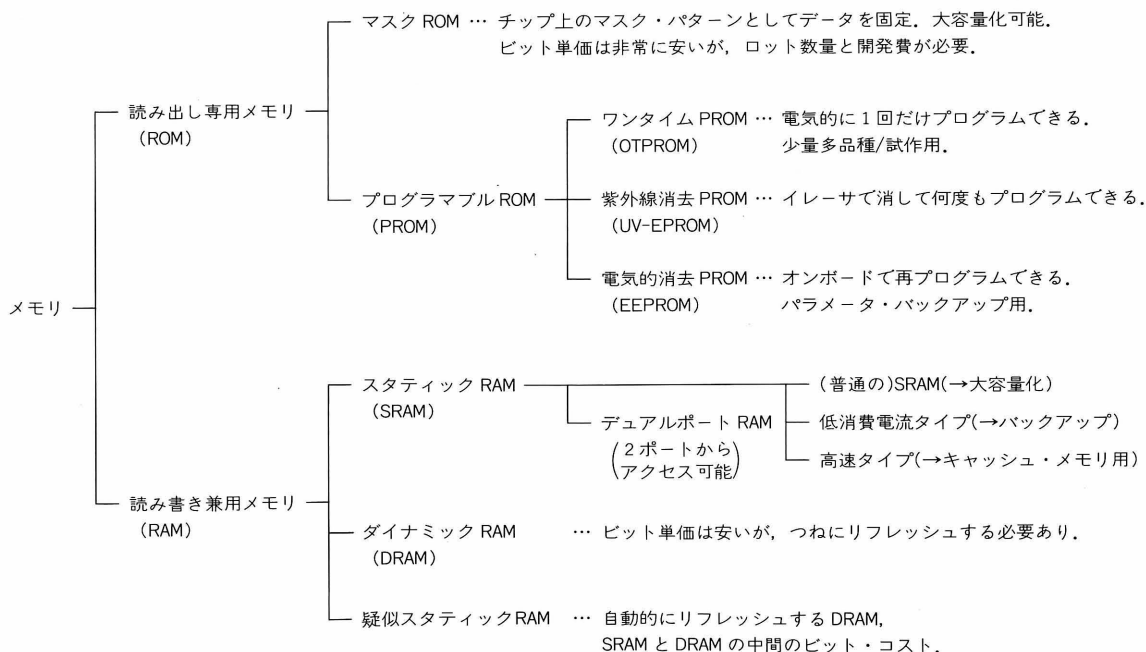 マスク ROM … チップ上のマスク・パターンとしてデータを固定．大容量化可能．
ビット単価は非常に安いが，ロット数量と開発費が必要．
読み出し専用メモリ
(ROM)
ワンタイム PROM … 電気的に1回だけプログラムできる．
(OTPROM) 少量多品種/試作用．
プログラマブル ROM
(PROM)
紫外線消去 PROM … イレーサで消して何度もプログラムできる．
(UV-EPROM)
電気的消去 PROM … オンボードで再プログラムできる．
(EEPROM) パラメータ・バックアップ用．
メモリ
スタティック RAM
(SRAM)
(普通の)SRAM(→大容量化)
デュアルポート RAM
(2ポートから
アクセス可能)
低消費電流タイプ(→バックアップ)
高速タイプ(→キャッシュ・メモリ用)
読み書き兼用メモリ
(RAM)
ダイナミック RAM … ビット単価は安いが，つねにリフレッシュする必要あり．
(DRAM)
疑似スタティックRAM … 自動的にリフレッシュする DRAM，
SRAM と DRAM の中間のビット・コスト．